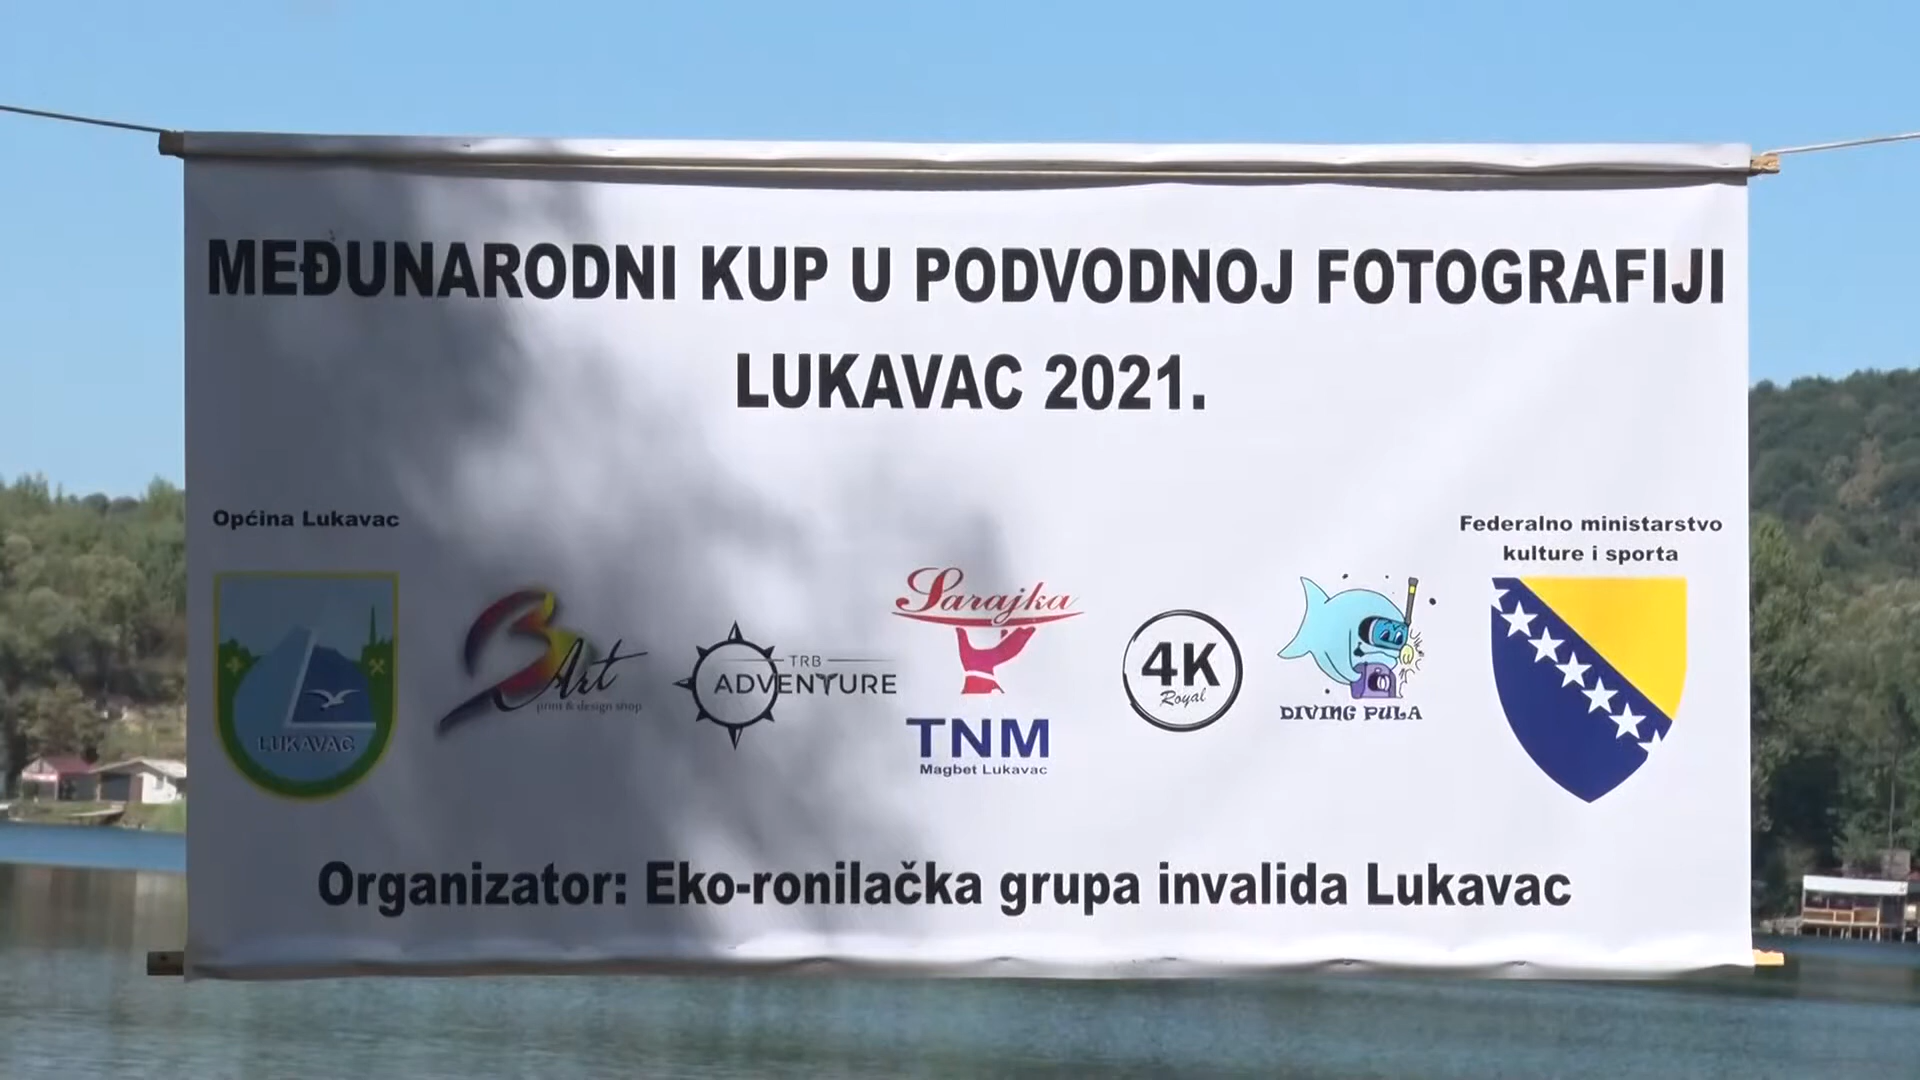 MEĐUNARODNI KUP U PODVODNOJ FOTOGRAFIJI
LUKAVAC 2021.
Općina Lukavac
Federalno ministarstvo
kulture i sporta
LUKAVAC
B Art
print & design shop
TRB
ADVENTURE
Sarajka
TNM
Magbet Lukavac
4K
Royal
DIVING PULA
Organizator: Eko-ronilačka grupa invalida Lukavac